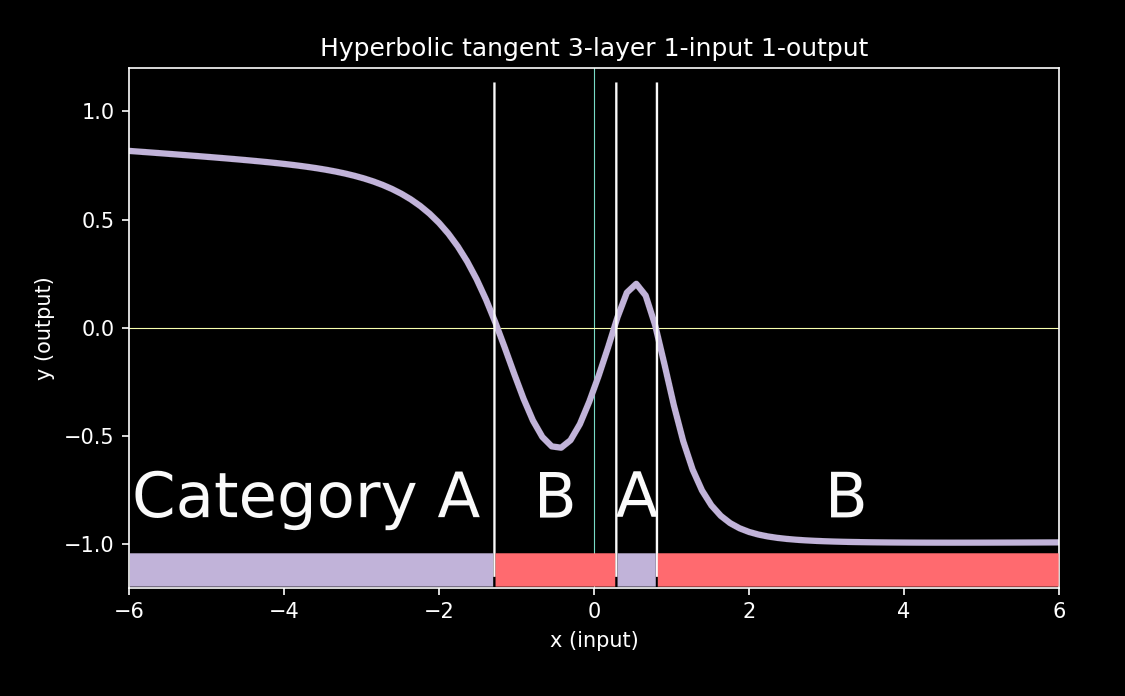 Hyperbolic tangent 3-layer 1-input 1-output
1.0
0.5
0.0
−0.5
−1.0
y (output)
Category A B A B
−6 −4 −2 0 2 4 6
x (input)